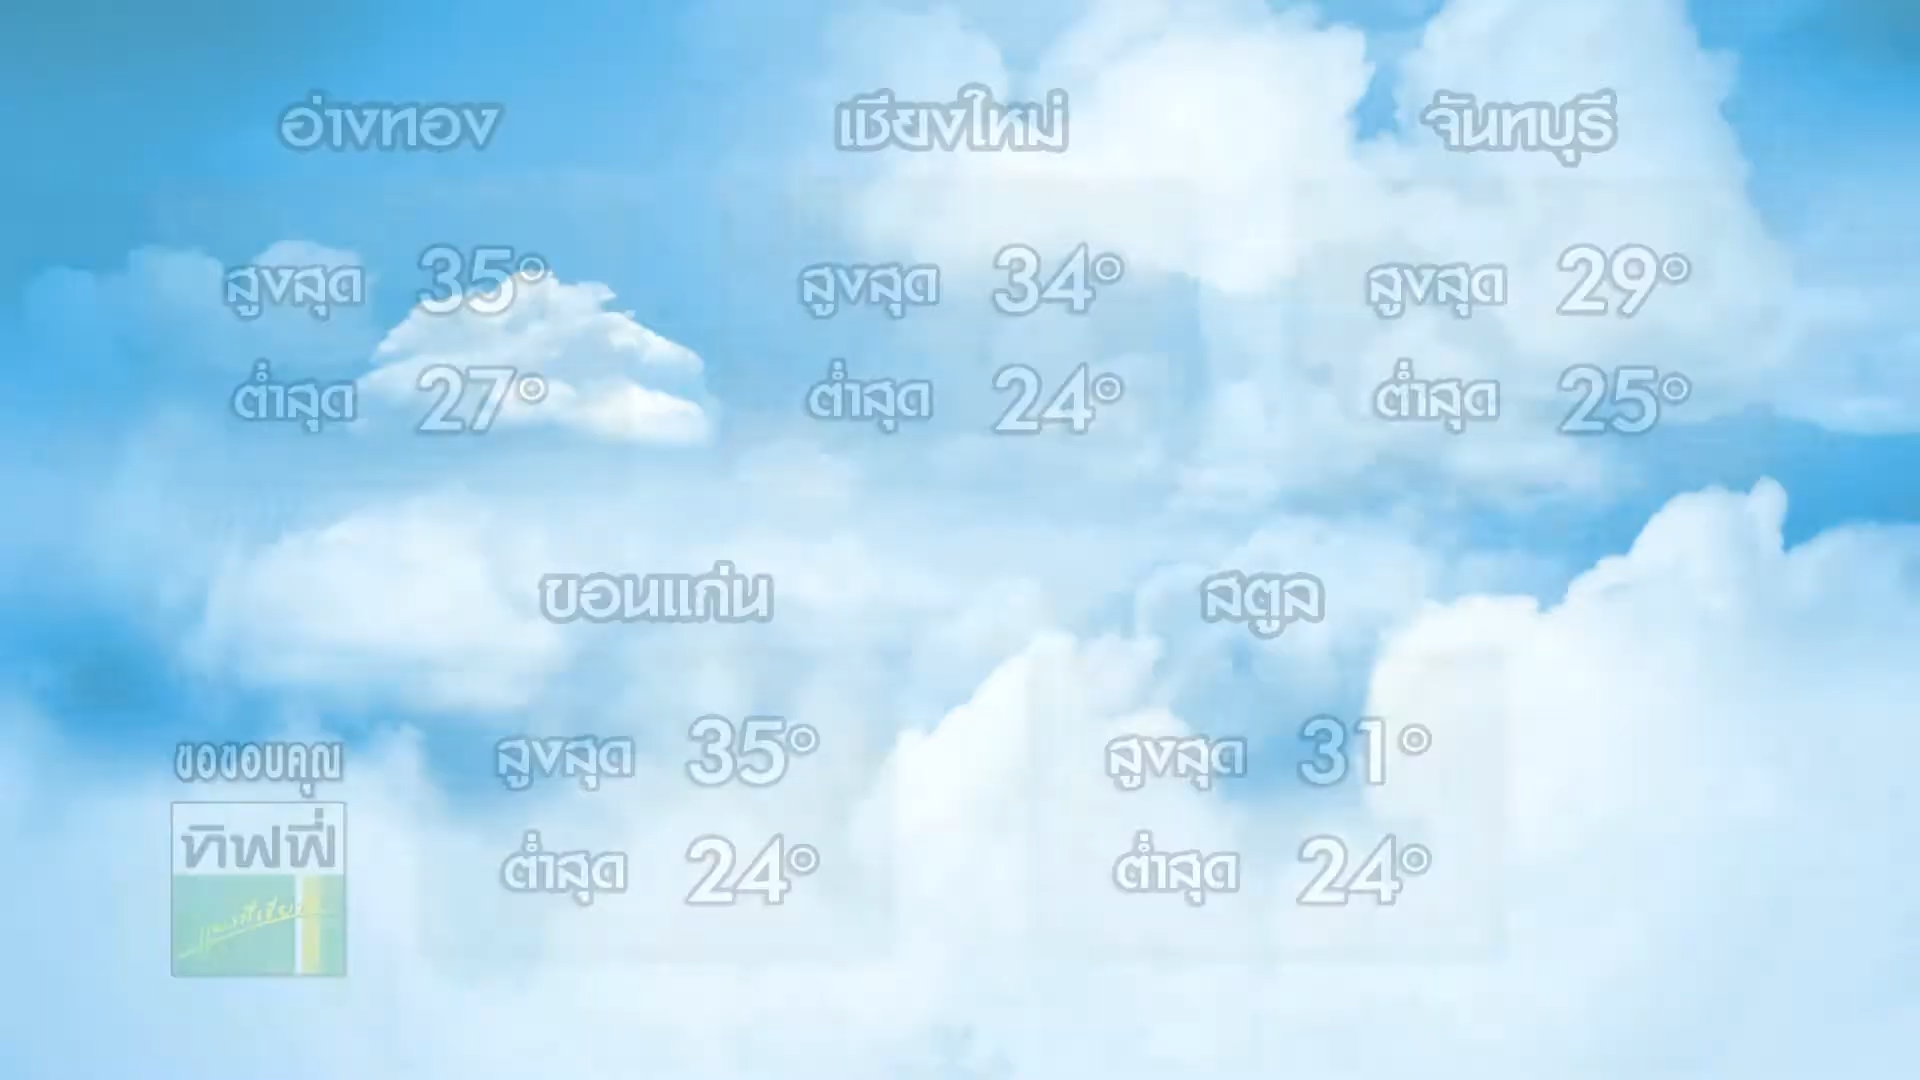 อ่างทอง
เชียงใหม่
จันทบุรี
สูงสุด 35°
สูงสุด 34°
สูงสุด 29°
ต่ำสุด 27°
ต่ำสุด 24°
ต่ำสุด 25°
ขอนแก่น
สตูล
สูงสุด 35°
สูงสุด 31°
ต่ำสุด 24°
ต่ำสุด 24°
ขอขอบคุณ
ทิฟฟี่